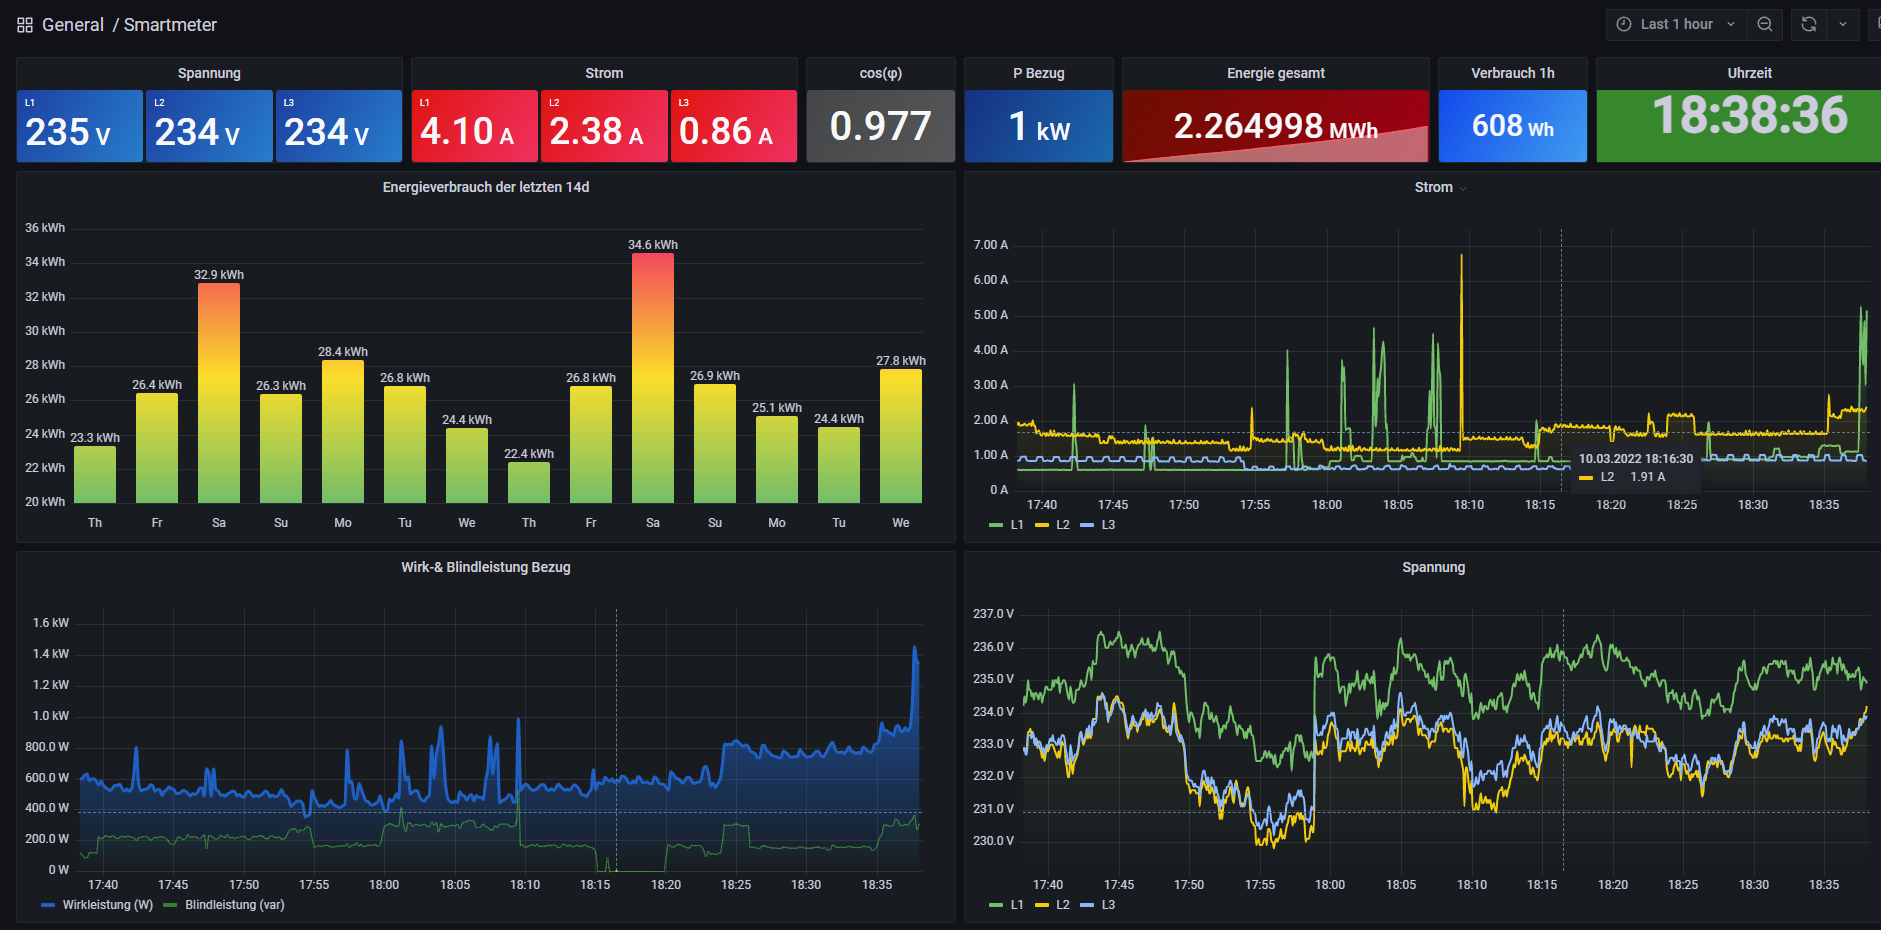 General / Smartmeter
Last 1 hour
Spannung
L1
235 V
L2
234 V
L3
234 V
Strom
L1
4.10 A
L2
2.38 A
L3
0.86 A
cos(φ)
0.977
P Bezug
1 kW
Energie gesamt
2.264998 MWh
Verbrauch 1h
608 Wh
Uhrzeit
18:38:36
Energieverbrauch der letzten 14d
36 kWh
34 kWh
32 kWh
30 kWh
28 kWh
26 kWh
24 kWh
22 kWh
20 kWh
23.3 kWh
26.4 kWh
32.9 kWh
26.3 kWh
28.4 kWh
26.8 kWh
24.4 kWh
22.4 kWh
26.8 kWh
34.6 kWh
26.9 kWh
25.1 kWh
24.4 kWh
27.8 kWh
Th Fr Sa Su Mo Tu We Th Fr Sa Su Mo Tu We
Strom
7.00 A
6.00 A
5.00 A
4.00 A
3.00 A
2.00 A
1.00 A
0 A
10.03.2022 18:16:30
L2 1.91 A
17:40 17:45 17:50 17:55 18:00 18:05 18:10 18:15 18:20 18:25 18:30 18:35
L1 L2 L3
Wirk-& Blindleistung Bezug
1.6 kW
1.4 kW
1.2 kW
1.0 kW
800.0 W
600.0 W
400.0 W
200.0 W
0 W
17:40 17:45 17:50 17:55 18:00 18:05 18:10 18:15 18:20 18:25 18:30 18:35
Wirkleistung (W) Blindleistung (var)
Spannung
237.0 V
236.0 V
235.0 V
234.0 V
233.0 V
232.0 V
231.0 V
230.0 V
17:40 17:45 17:50 17:55 18:00 18:05 18:10 18:15 18:20 18:25 18:30 18:35
L1 L2 L3